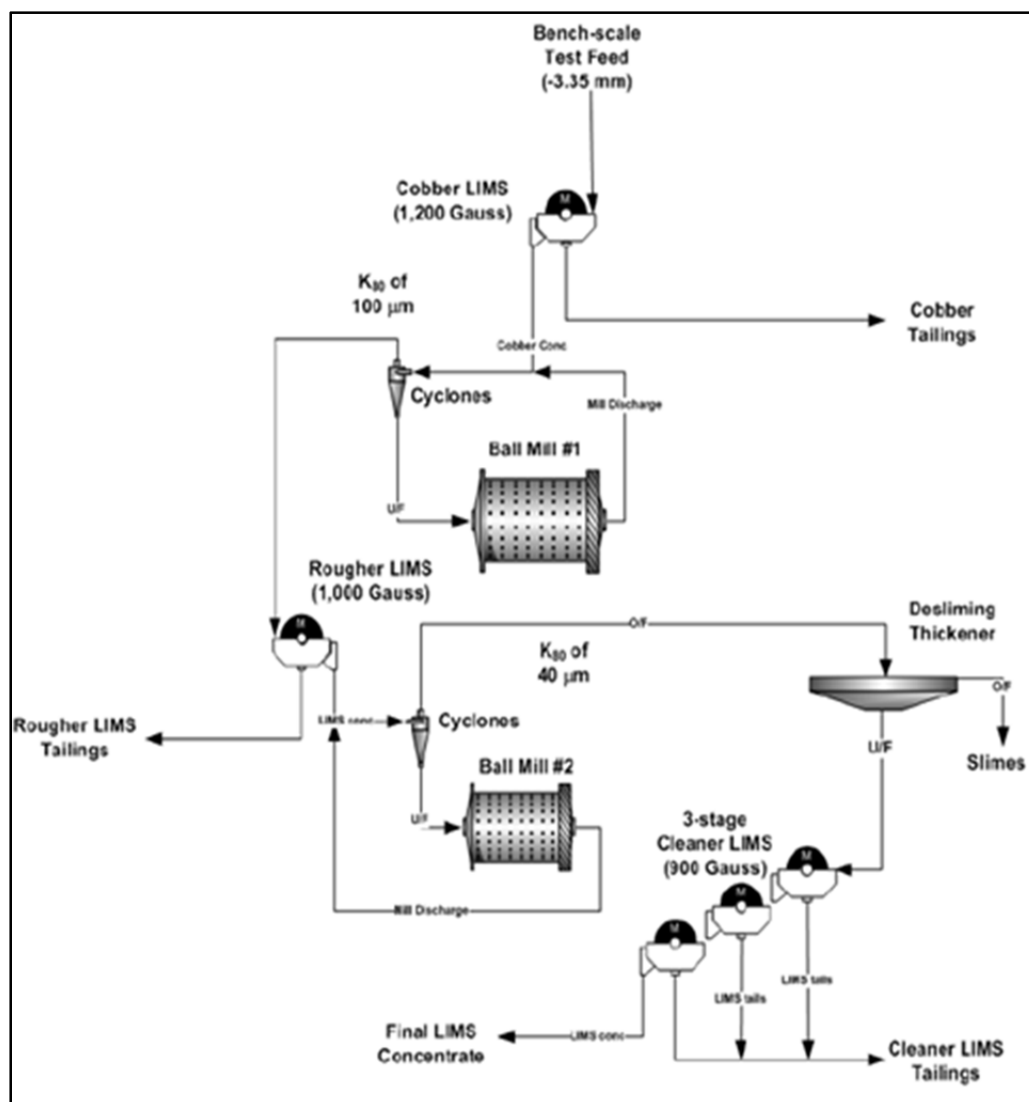 Bench-scale
Test Feed
(-3.35 mm)
M
Cobber LIMS
(1,200 Gauss)
K80 of
100 µm
Cobber
Tailings
Cobber Conc
Cyclones
Mill Discharge
Ball Mill #1
U/F
Rougher LIMS
(1,000 Gauss)
M
O/F
Desliming
Thickener
K80 of
40 µm
O/F
Rougher LIMS
Tailings
LIMS conc
Cyclones
U/F
Slimes
Ball Mill #2
U/F
3-stage
Cleaner LIMS
(900 Gauss)
M
M
M
Mill Discharge
LIMS tails
LIMS tails
Final LIMS
Concentrate
LIMS conc
Cleaner LIMS
Tailings